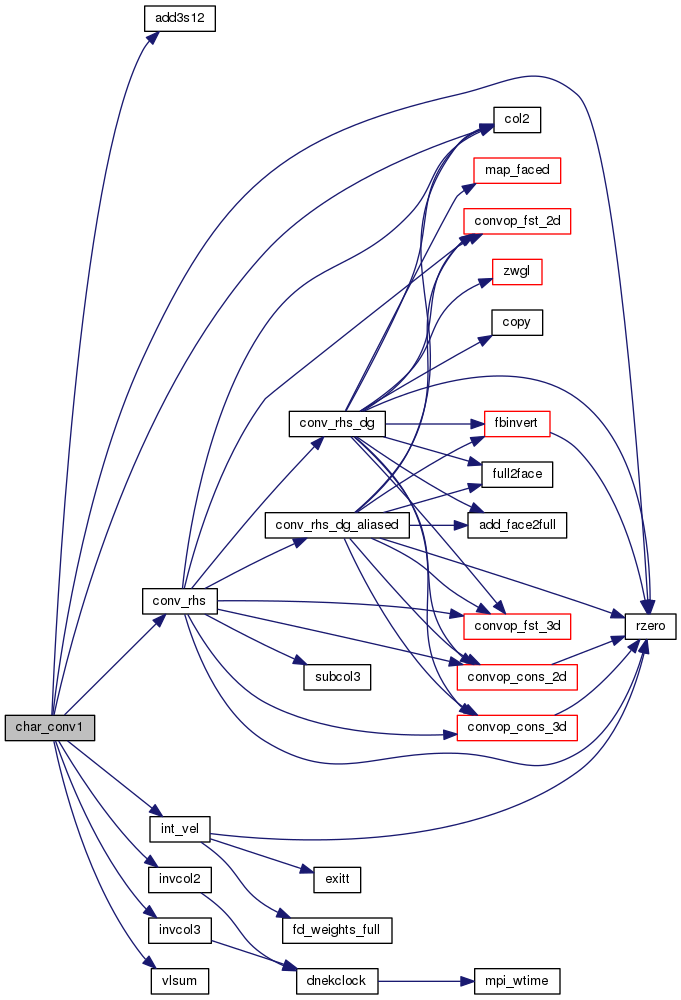 add3s12
col2
map_faced
convop_fst_2d
zwgl
copy
conv_rhs_dg
fbinvert
full2face
conv_rhs_dg_aliased
add_face2full
conv_rhs
convop_fst_3d
rzero
subcol3
convop_cons_2d
char_conv1
convop_cons_3d
int_vel
invcol2
exitt
invcol3
fd_weights_full
vlsum
dnekclock
mpi_wtime